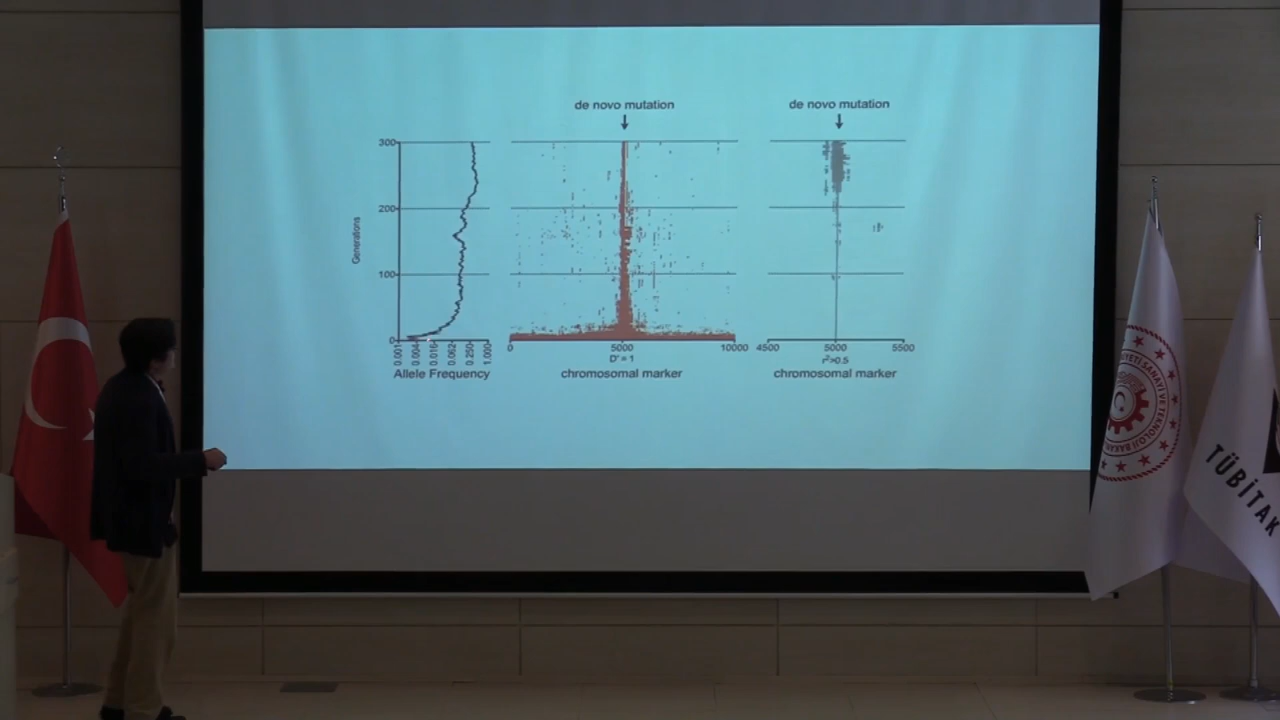 de novo mutation
de novo mutation
300
200
100
0
Generations
0.001
0.004
0.016
0.062
0.250
1.000
Allele Frequency
0
5000
10000
D' = 1
chromosomal marker
4500
5000
5500
r²>0.5
chromosomal marker
TÜBİTAK